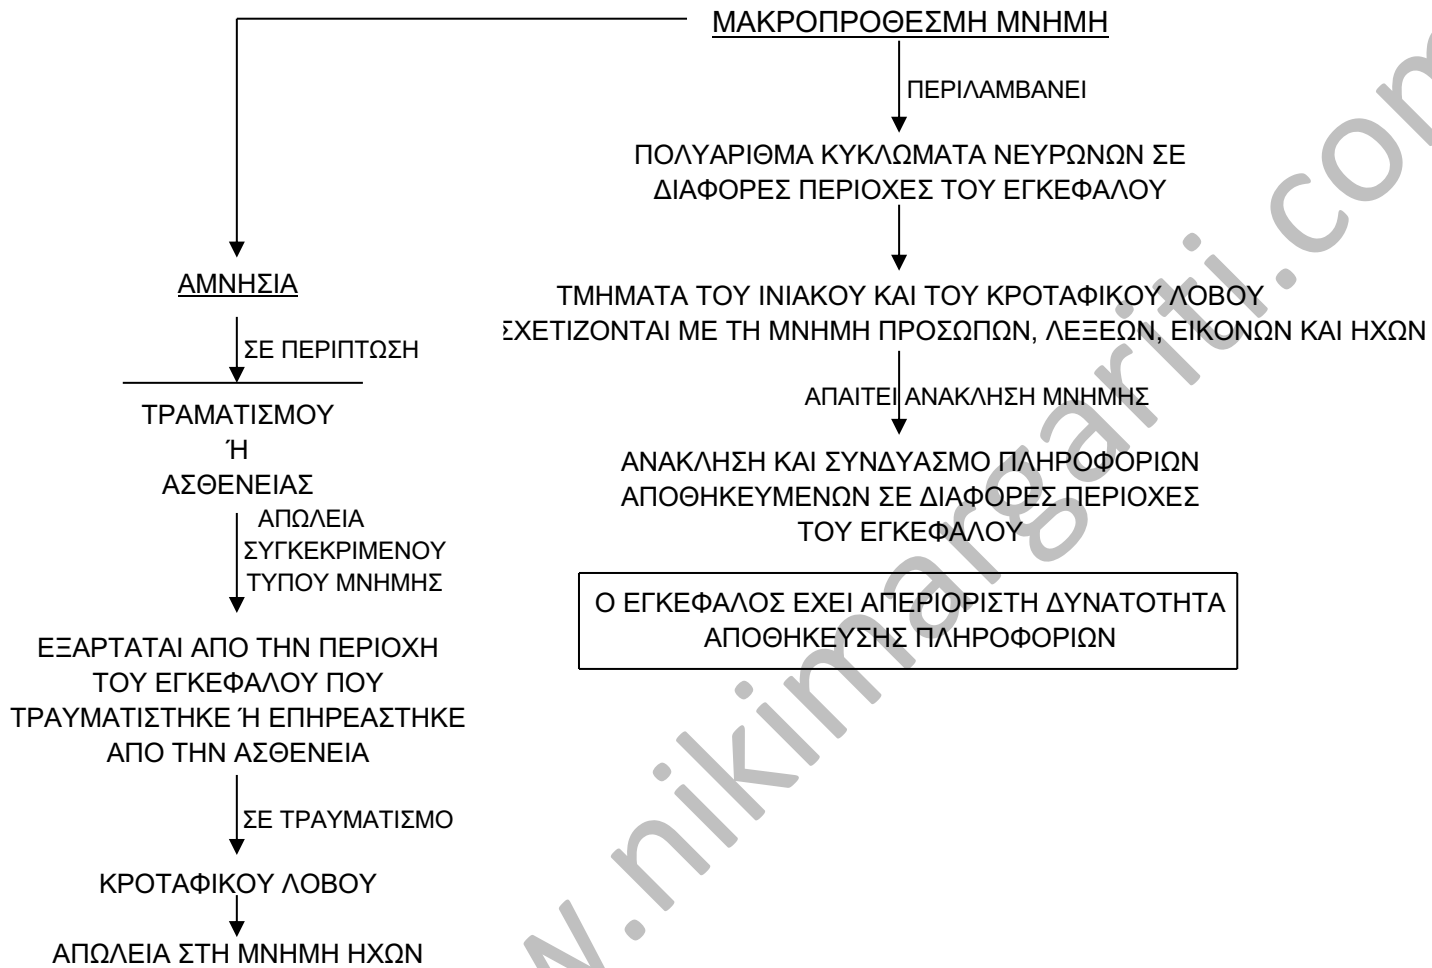 ΜΑΚΡΟΠΡΟΘΕΣΜΗ ΜΝΗΜΗ
ΠΕΡΙΛΑΜΒΑΝΕΙ
ΠΟΛΥΑΡΙΘΜΑ ΚΥΚΛΩΜΑΤΑ ΝΕΥΡΩΝΩΝ ΣΕ
ΔΙΑΦΟΡΕΣ ΠΕΡΙΟΧΕΣ ΤΟΥ ΕΓΚΕΦΑΛΟΥ
ΤΜΗΜΑΤΑ ΤΟΥ ΙΝΙΑΚΟΥ ΚΑΙ ΤΟΥ ΚΡΟΤΑΦΙΚΟΥ ΛΟΒΟΥ
ΣΧΕΤΙΖΟΝΤΑΙ ΜΕ ΤΗ ΜΝΗΜΗ ΠΡΟΣΩΠΩΝ, ΛΕΞΕΩΝ, ΕΙΚΟΝΩΝ ΚΑΙ ΗΧΩΝ
ΑΠΑΙΤΕΙ ΑΝΑΚΛΗΣΗ ΜΝΗΜΗΣ
ΑΝΑΚΛΗΣΗ ΚΑΙ ΣΥΝΔΥΑΣΜΟ ΠΛΗΡΟΦΟΡΙΩΝ
ΑΠΟΘΗΚΕΥΜΕΝΩΝ ΣΕ ΔΙΑΦΟΡΕΣ ΠΕΡΙΟΧΕΣ
ΤΟΥ ΕΓΚΕΦΑΛΟΥ
Ο ΕΓΚΕΦΑΛΟΣ ΕΧΕΙ ΑΠΕΡΙΟΡΙΣΤΗ ΔΥΝΑΤΟΤΗΤΑ
ΑΠΟΘΗΚΕΥΣΗΣ ΠΛΗΡΟΦΟΡΙΩΝ
ΑΜΝΗΣΙΑ
ΣΕ ΠΕΡΙΠΤΩΣΗ
ΤΡΑΜΑΤΙΣΜΟΥ
Ή
ΑΣΘΕΝΕΙΑΣ
ΑΠΩΛΕΙΑ
ΣΥΓΚΕΚΡΙΜΕΝΟΥ
ΤΥΠΟΥ ΜΝΗΜΗΣ
ΕΞΑΡΤΑΤΑΙ ΑΠΟ ΤΗΝ ΠΕΡΙΟΧΗ
ΤΟΥ ΕΓΚΕΦΑΛΟΥ ΠΟΥ
ΤΡΑΥΜΑΤΙΣΤΗΚΕ Ή ΕΠΗΡΕΑΣΤΗΚΕ
ΑΠΟ ΤΗΝ ΑΣΘΕΝΕΙΑ
ΣΕ ΤΡΑΥΜΑΤΙΣΜΟ
ΚΡΟΤΑΦΙΚΟΥ ΛΟΒΟΥ
ΑΠΩΛΕΙΑ ΣΤΗ ΜΝΗΜΗ ΗΧΩΝ
w.nikimargariti.com